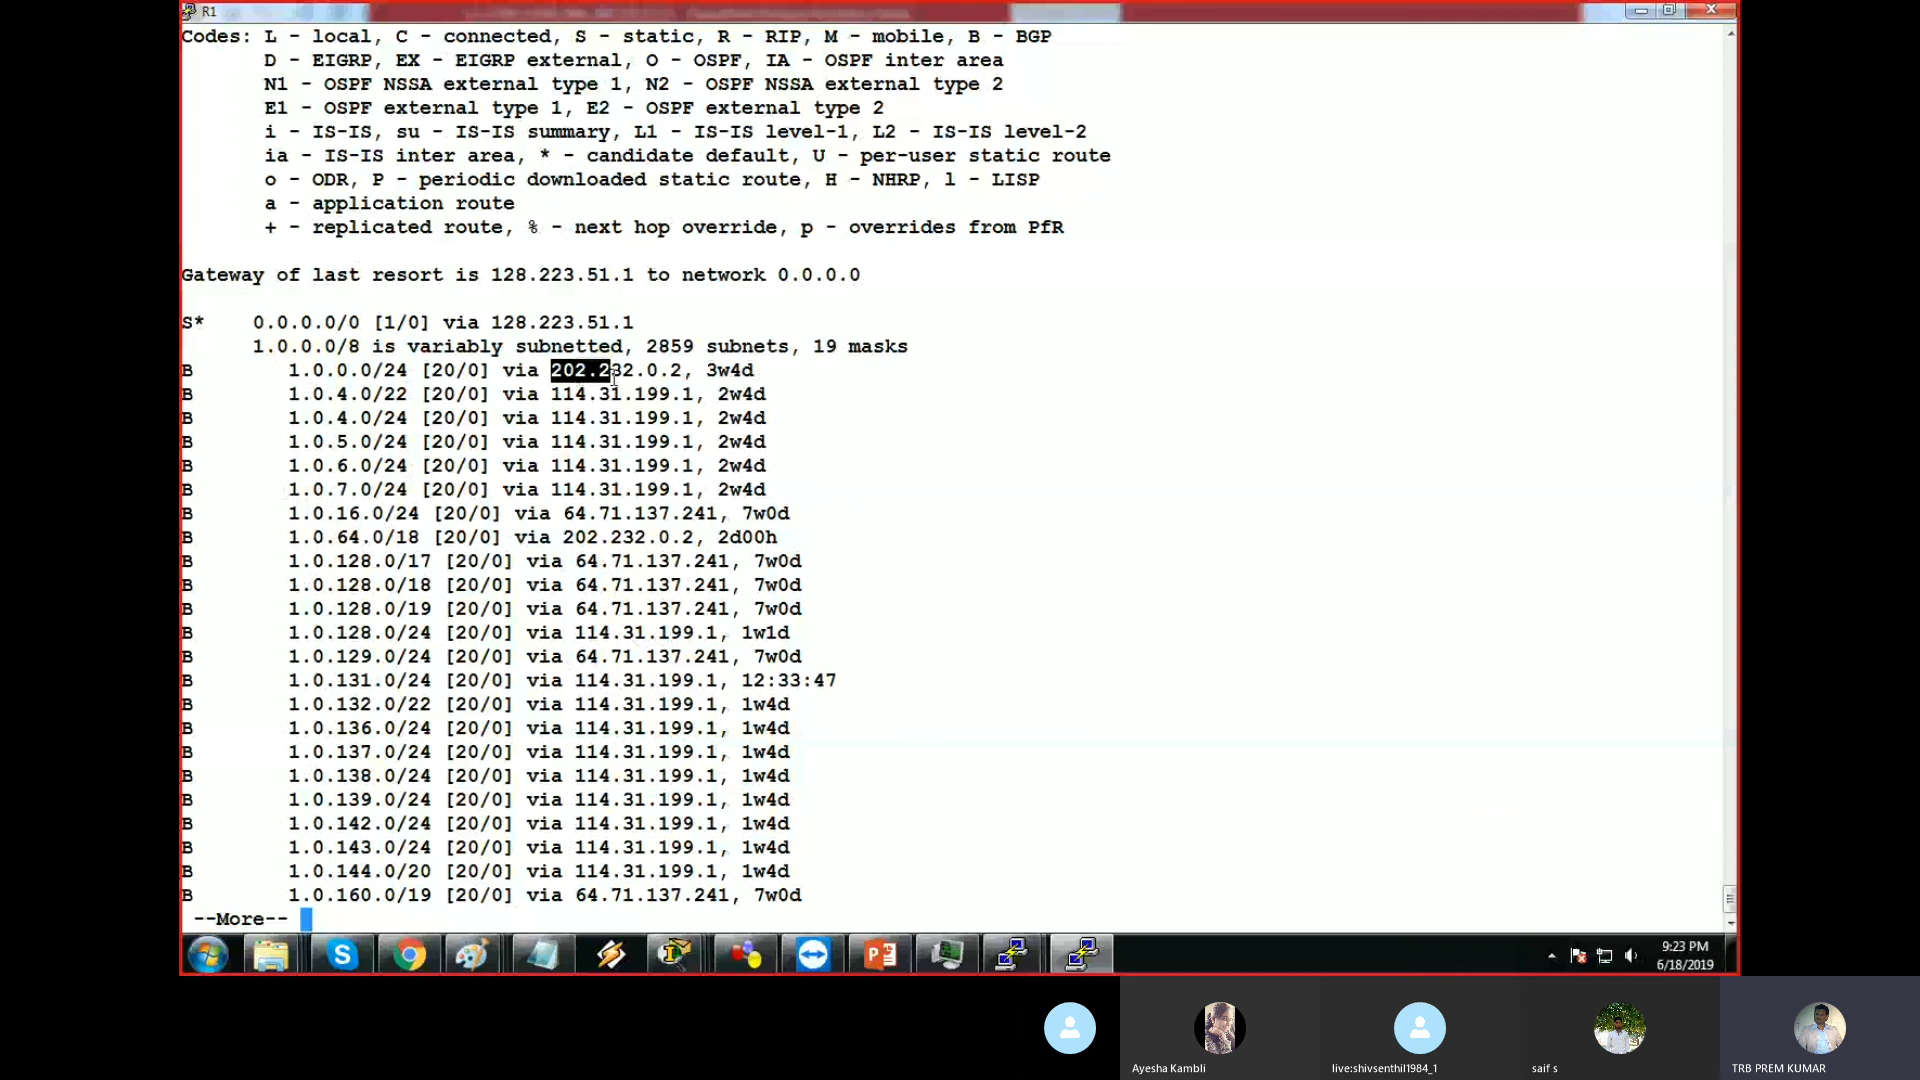 R1
Codes: L - local, C - connected, S - static, R - RIP, M - mobile, B - BGP
D - EIGRP, EX - EIGRP external, O - OSPF, IA - OSPF inter area
N1 - OSPF NSSA external type 1, N2 - OSPF NSSA external type 2
E1 - OSPF external type 1, E2 - OSPF external type 2
i - IS-IS, su - IS-IS summary, L1 - IS-IS level-1, L2 - IS-IS level-2
ia - IS-IS inter area, * - candidate default, U - per-user static route
o - ODR, P - periodic downloaded static route, H - NHRP, l - LISP
a - application route
+ - replicated route, % - next hop override, p - overrides from PfR
Gateway of last resort is 128.223.51.1 to network 0.0.0.0
S* 0.0.0.0/0 [1/0] via 128.223.51.1
1.0.0.0/8 is variably subnetted, 2859 subnets, 19 masks
B 1.0.0.0/24 [20/0] via 202.232.0.2, 3w4d
B 1.0.4.0/22 [20/0] via 114.31.199.1, 2w4d
B 1.0.4.0/24 [20/0] via 114.31.199.1, 2w4d
B 1.0.5.0/24 [20/0] via 114.31.199.1, 2w4d
B 1.0.6.0/24 [20/0] via 114.31.199.1, 2w4d
B 1.0.7.0/24 [20/0] via 114.31.199.1, 2w4d
B 1.0.16.0/24 [20/0] via 64.71.137.241, 7w0d
B 1.0.64.0/18 [20/0] via 202.232.0.2, 2d00h
B 1.0.128.0/17 [20/0] via 64.71.137.241, 7w0d
B 1.0.128.0/18 [20/0] via 64.71.137.241, 7w0d
B 1.0.128.0/19 [20/0] via 64.71.137.241, 7w0d
B 1.0.128.0/24 [20/0] via 114.31.199.1, 1w1d
B 1.0.129.0/24 [20/0] via 64.71.137.241, 7w0d
B 1.0.131.0/24 [20/0] via 114.31.199.1, 12:33:47
B 1.0.132.0/22 [20/0] via 114.31.199.1, 1w4d
B 1.0.136.0/24 [20/0] via 114.31.199.1, 1w4d
B 1.0.137.0/24 [20/0] via 114.31.199.1, 1w4d
B 1.0.138.0/24 [20/0] via 114.31.199.1, 1w4d
B 1.0.139.0/24 [20/0] via 114.31.199.1, 1w4d
B 1.0.142.0/24 [20/0] via 114.31.199.1, 1w4d
B 1.0.143.0/24 [20/0] via 114.31.199.1, 1w4d
B 1.0.144.0/20 [20/0] via 114.31.199.1, 1w4d
B 1.0.160.0/19 [20/0] via 64.71.137.241, 7w0d
--More--
9:23 PM
6/18/2019
Ayesha Kambli
live:shivsenthil1984_1
saif s
TRB PREM KUMAR